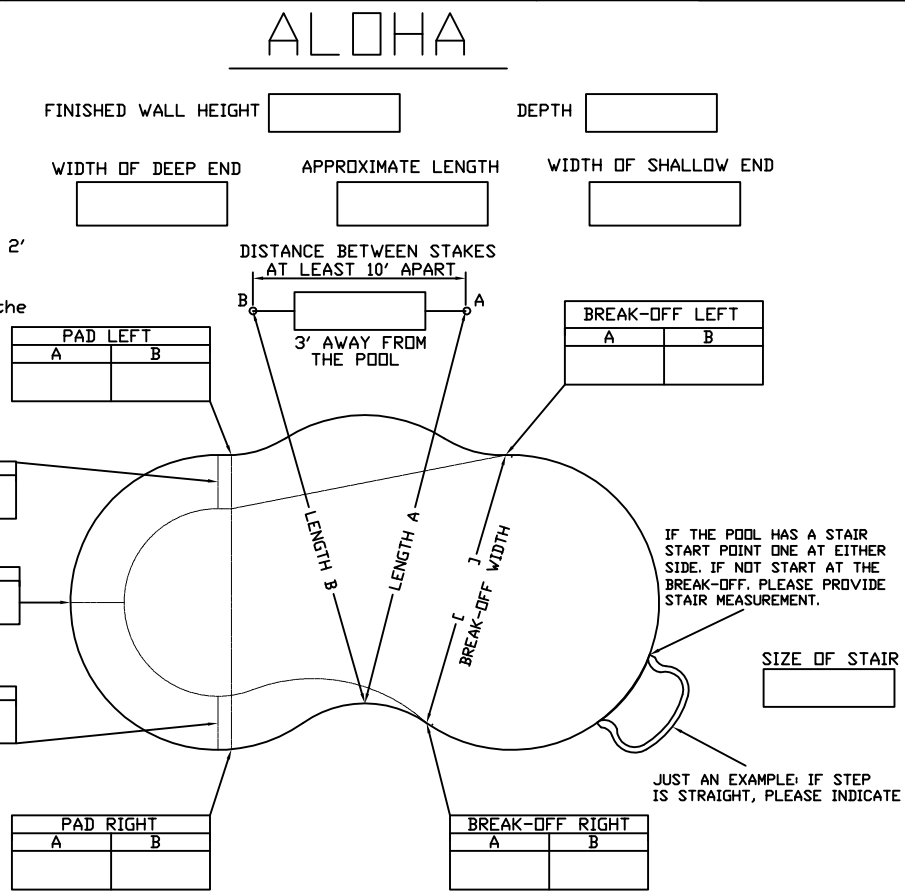 ALOHA
FINISHED WALL HEIGHT
DEPTH
WIDTH OF DEEP END
APPROXIMATE LENGTH
WIDTH OF SHALLOW END
2'
the
DISTANCE BETWEEN STAKES
AT LEAST 10' APART
B
A
3' AWAY FROM
THE POOL
PAD LEFT
A B
BREAK-OFF LEFT
A B
LENGTH B
LENGTH A
[ ]
BREAK-OFF WIDTH
IF THE POOL HAS A STAIR
START POINT ONE AT EITHER
SIDE. IF NOT START AT THE
BREAK-OFF. PLEASE PROVIDE
STAIR MEASUREMENT.
SIZE OF STAIR
JUST AN EXAMPLE: IF STEP
IS STRAIGHT, PLEASE INDICATE
PAD RIGHT
A B
BREAK-OFF RIGHT
A B